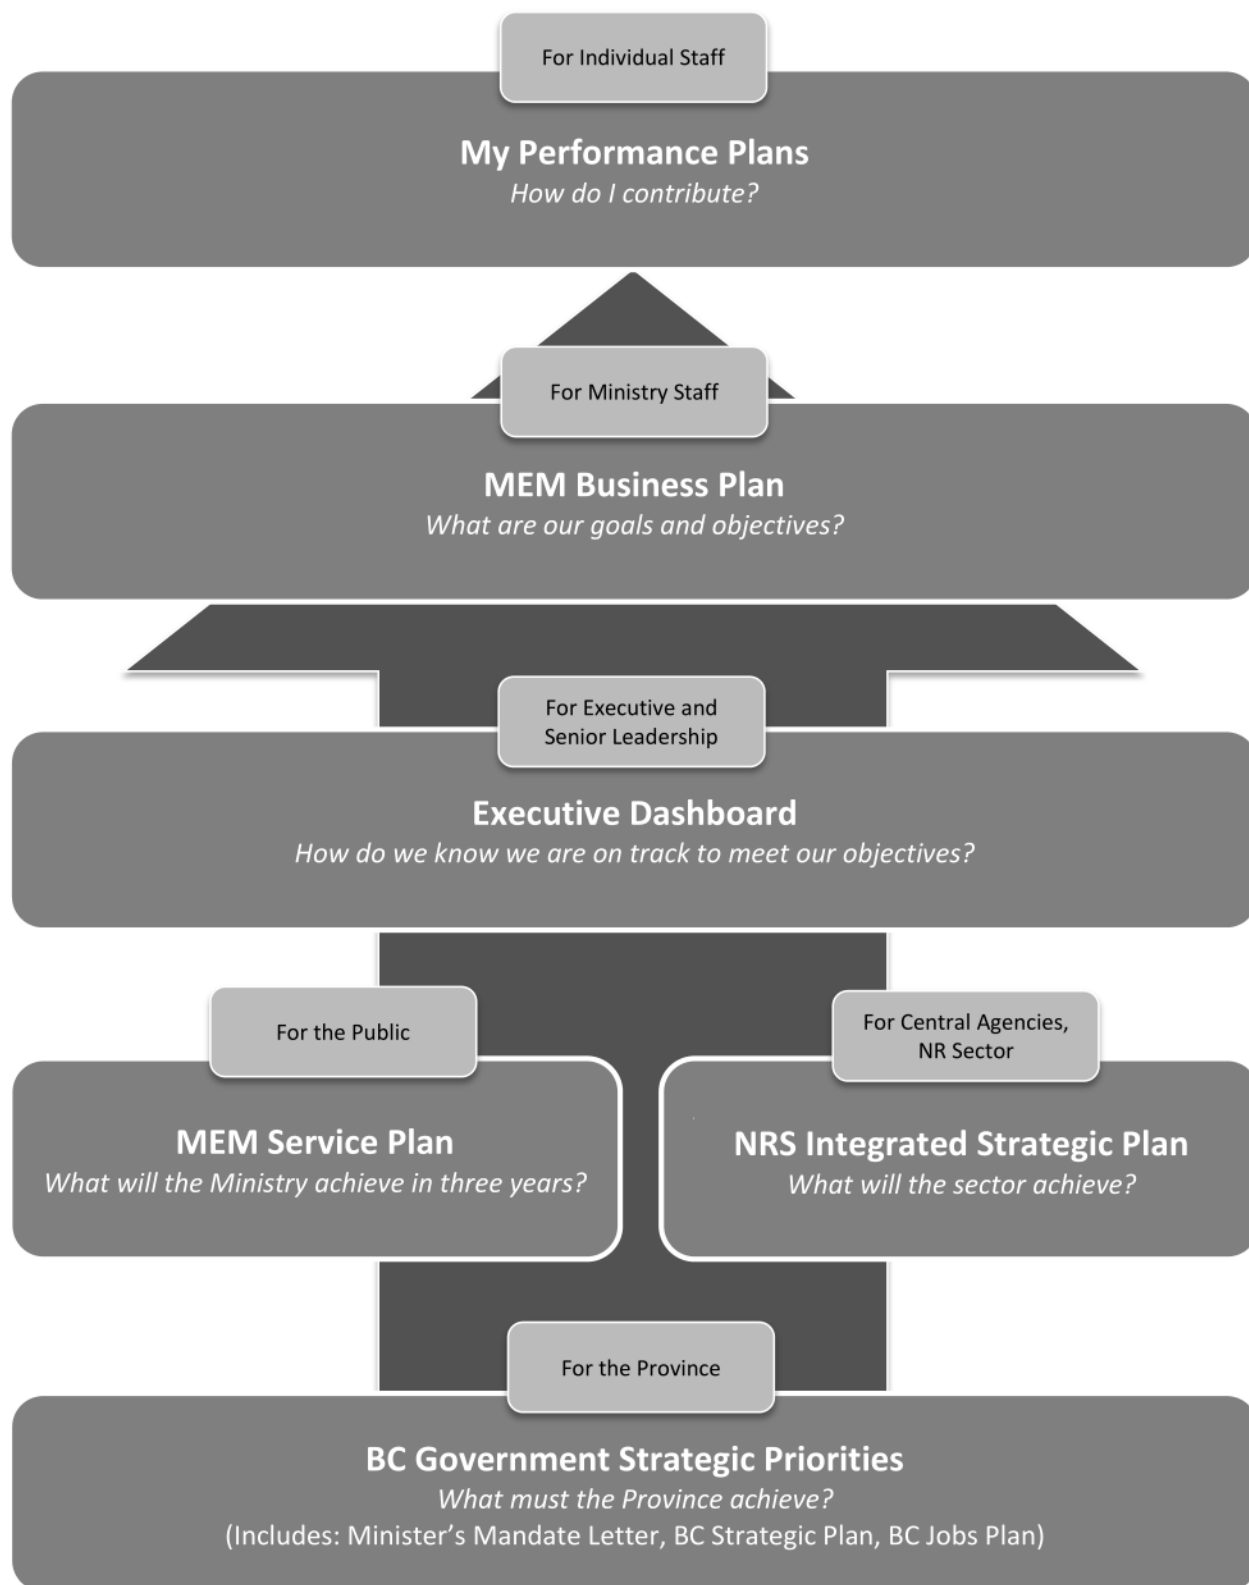 For Individual Staff
My Performance Plans
How do I contribute?
For Ministry Staff
MEM Business Plan
What are our goals and objectives?
For Executive and
Senior Leadership
Executive Dashboard
How do we know we are on track to meet our objectives?
For the Public
MEM Service Plan
What will the Ministry achieve in three years?
For Central Agencies,
NR Sector
NRS Integrated Strategic Plan
What will the sector achieve?
For the Province
BC Government Strategic Priorities
What must the Province achieve?
(Includes: Minister’s Mandate Letter, BC Strategic Plan, BC Jobs Plan)